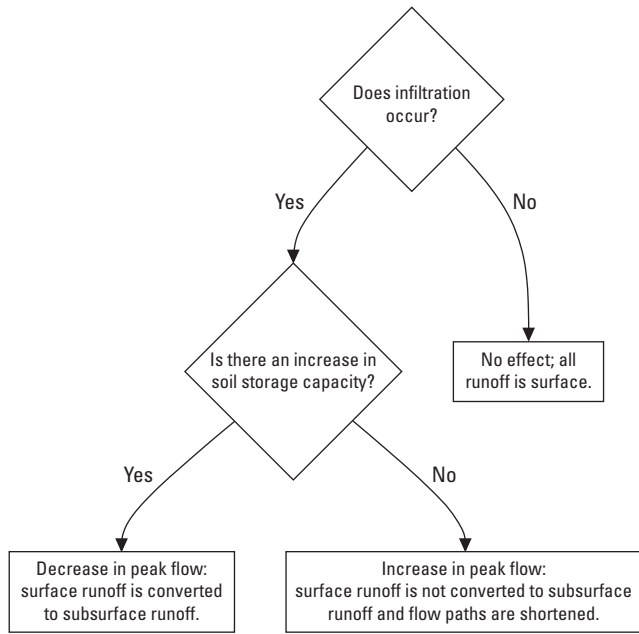 Does infiltration
occur?
Yes
No
Is there an increase in
soil storage capacity?
No effect; all
runoff is surface.
Yes
No
Decrease in peak flow:
surface runoff is converted
to subsurface runoff.
Increase in peak flow:
surface runoff is not converted to subsurface
runoff and flow paths are shortened.